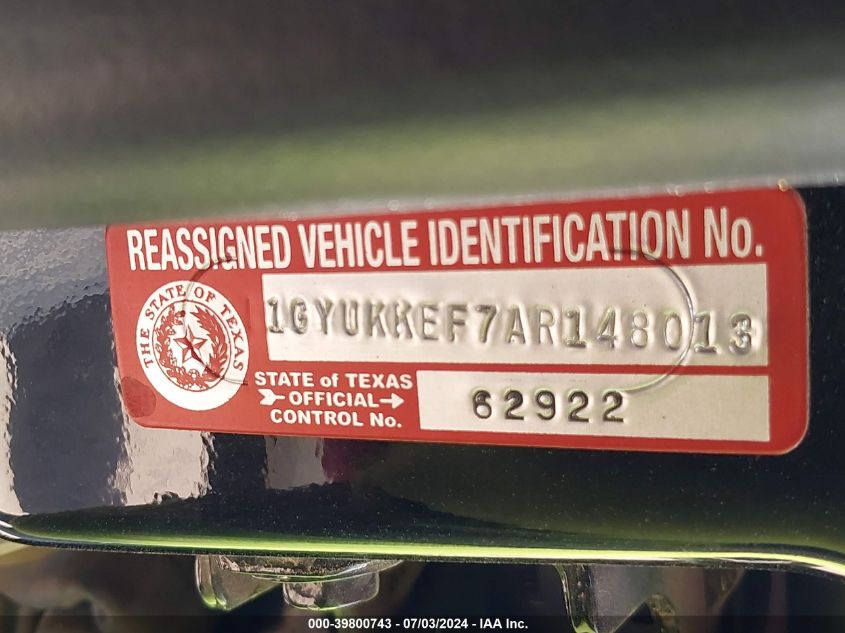 REASSIGNED VEHICLE IDENTIFICATION No.
1GYUKKEF7AR148013
THE STATE OF TEXAS
STATE of TEXAS
OFFICIAL
CONTROL No.
62922
000-39800743 / 07/03/2024 - IAA Inc.